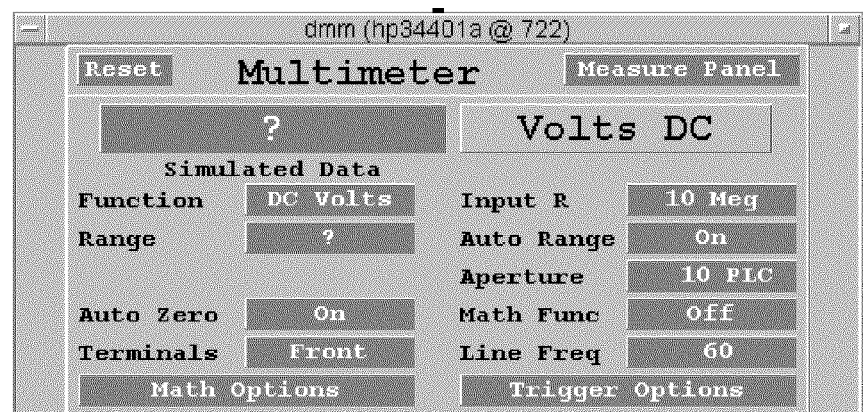 dmm (hp34401a @ 722)
Reset Multimeter Measure Panel
? Volts DC
Simulated Data
Function DC Volts Input R 10 Meg
Range ? Auto Range On
Aperture 10 PLC
Auto Zero On Math Func Off
Terminals Front Line Freq 60
Math Options Trigger Options